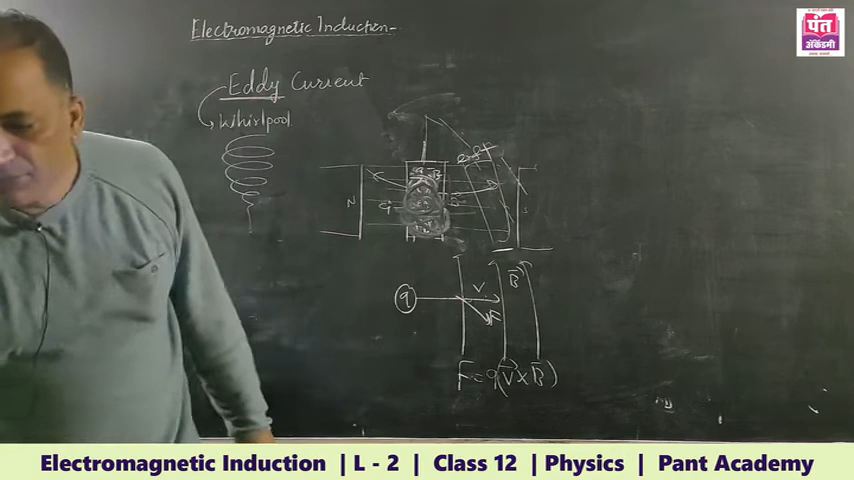 Electromagnetic Induction-
Eddy Current
Whirlpool
N
S
q
V
B
F = q(V × B)
पंत
अकैडमी
Electromagnetic Induction | L - 2 | Class 12 | Physics | Pant Academy